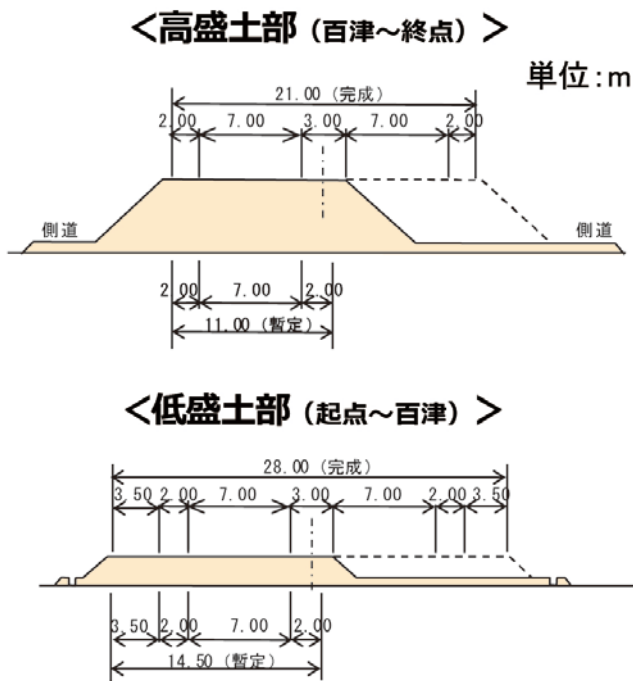 ＜高盛土部（百津～終点）＞
単位：m
21.00（完成）
2.00 7.00 3.00 7.00 2.00
側道 側道
2.00 7.00 2.00
11.00（暫定）
＜低盛土部（起点～百津）＞
28.00（完成）
3.50 2.00 7.00 3.00 7.00 2.00 3.50
3.50 2.00 7.00 2.00
14.50（暫定）